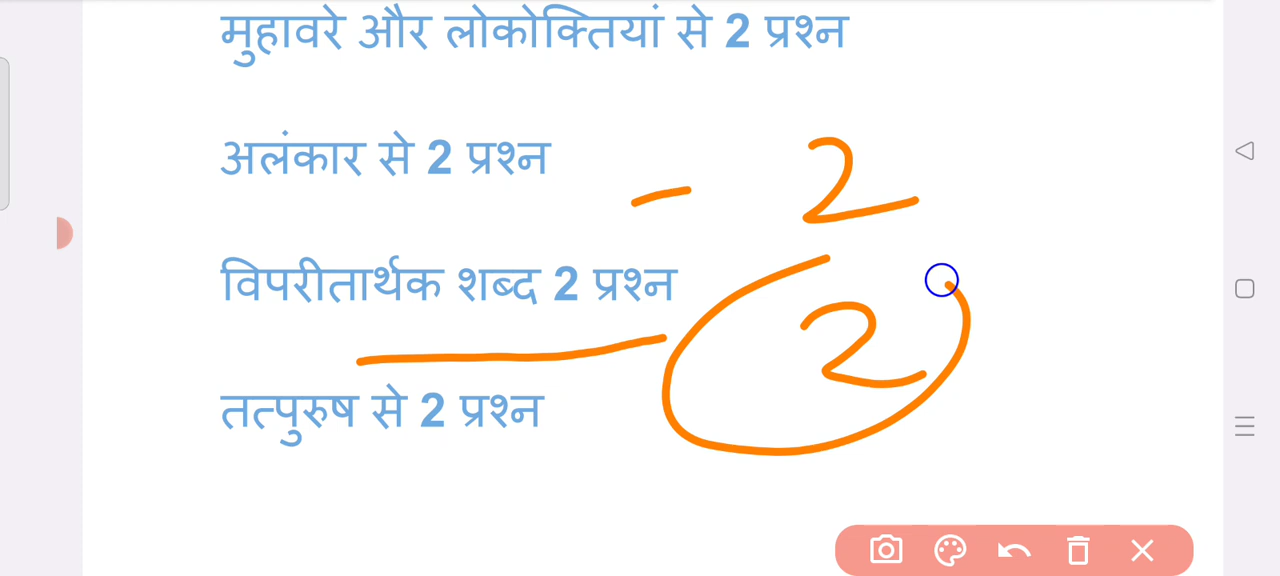 मुहावरे और लोकोक्तियां से 2 प्रश्न
अलंकार से 2 प्रश्न
- 2
विपरीतार्थक शब्द 2 प्रश्न
2
तत्पुरुष से 2 प्रश्न